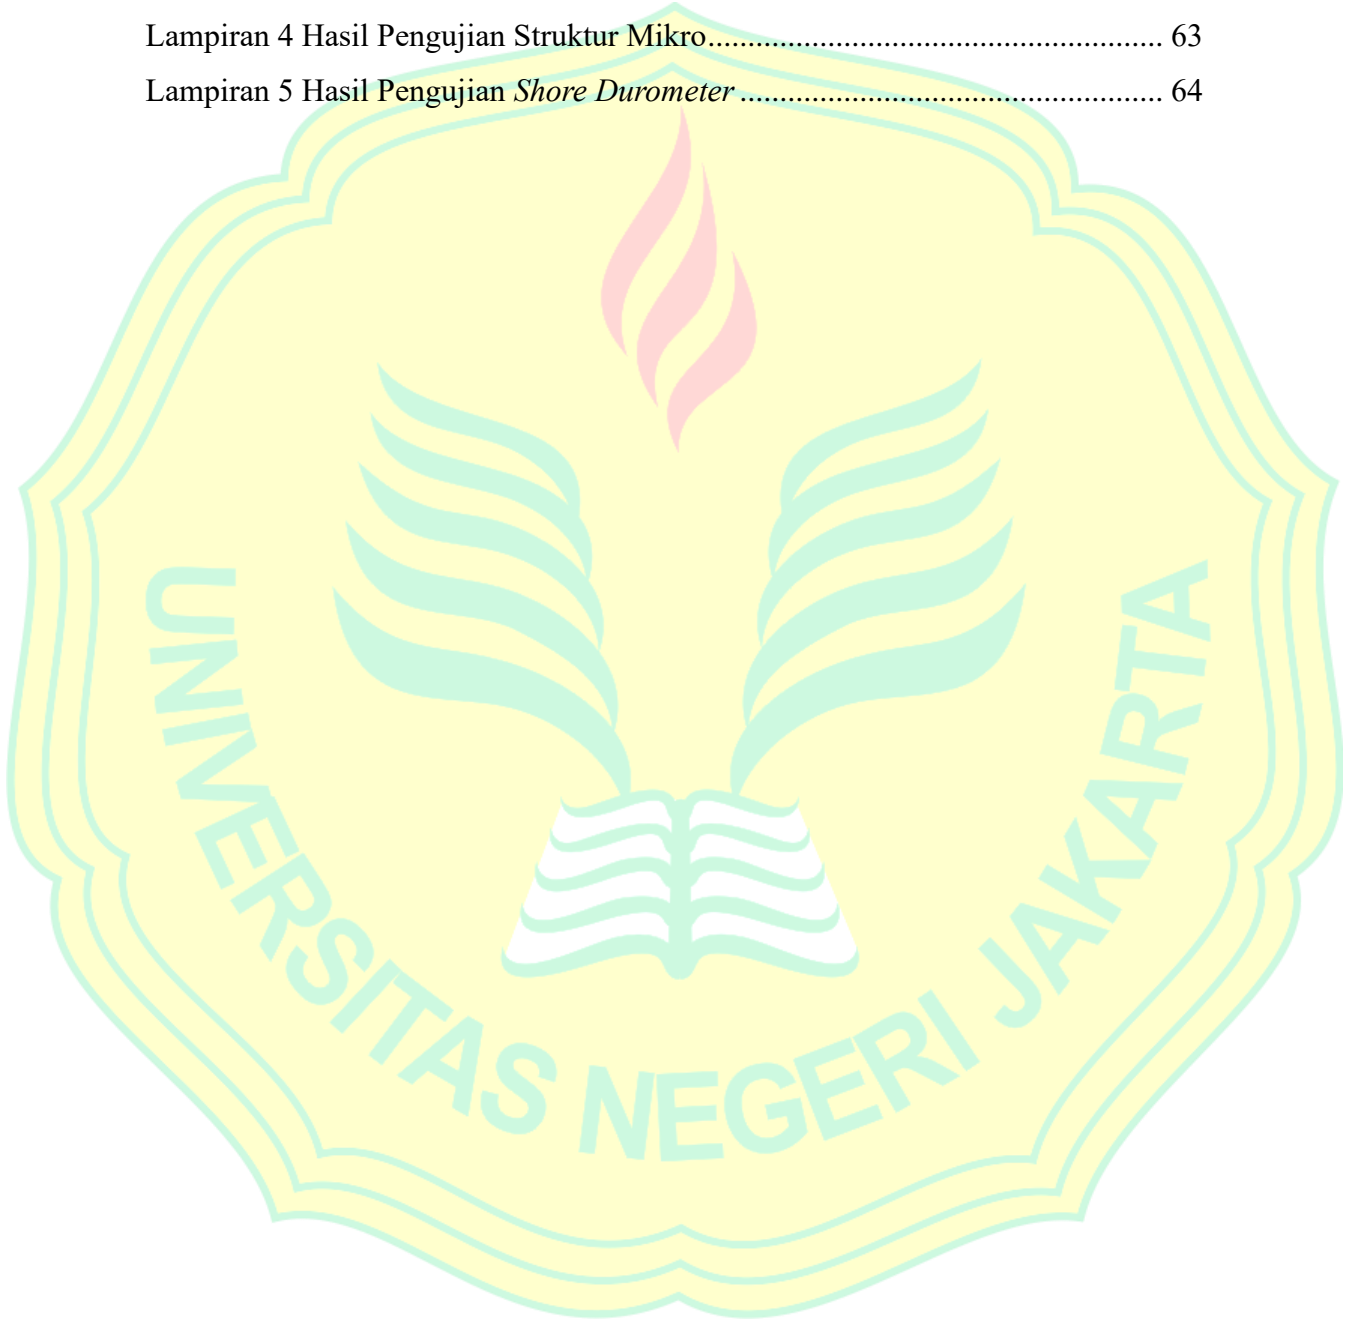 Lampiran 4 Hasil Pengujian Struktur Mikro........................................................ 63
Lampiran 5 Hasil Pengujian Shore Durometer .................................................... 64
UNIVERSITAS NEGERI JAKARTA